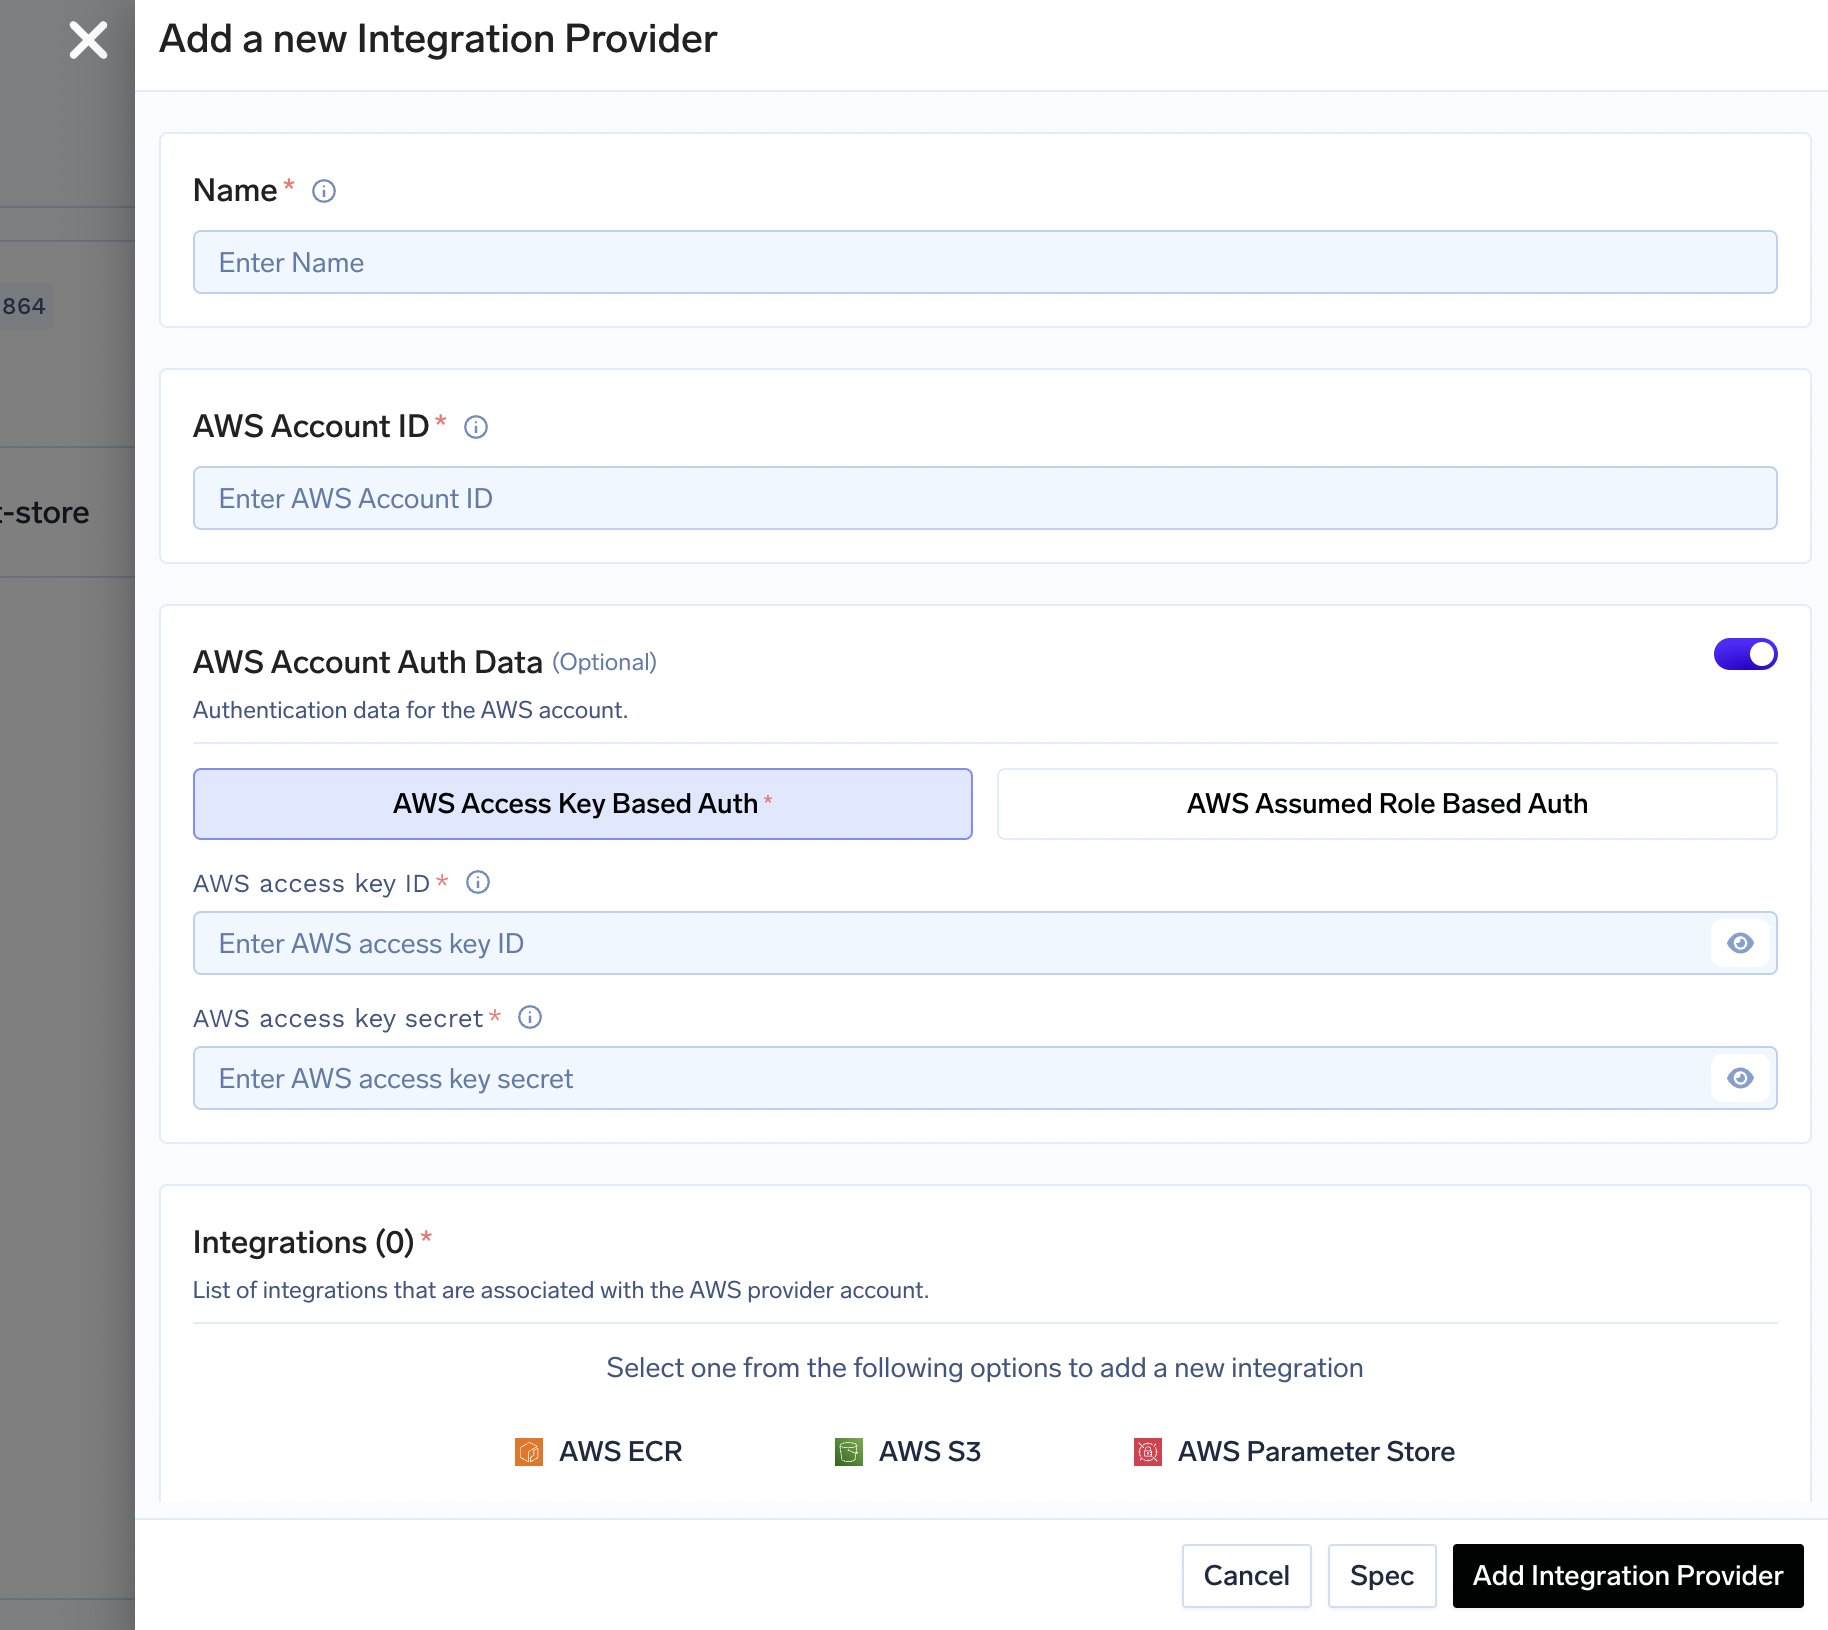 Add a new Integration Provider
Name *
Enter Name
864
AWS Account ID *
Enter AWS Account ID
-store
AWS Account Auth Data (Optional)
Authentication data for the AWS account.
AWS Access Key Based Auth *
AWS Assumed Role Based Auth
AWS access key ID *
Enter AWS access key ID
AWS access key secret *
Enter AWS access key secret
Integrations (0) *
List of integrations that are associated with the AWS provider account.
Select one from the following options to add a new integration
AWS ECR
AWS S3
AWS Parameter Store
Cancel
Spec
Add Integration Provider